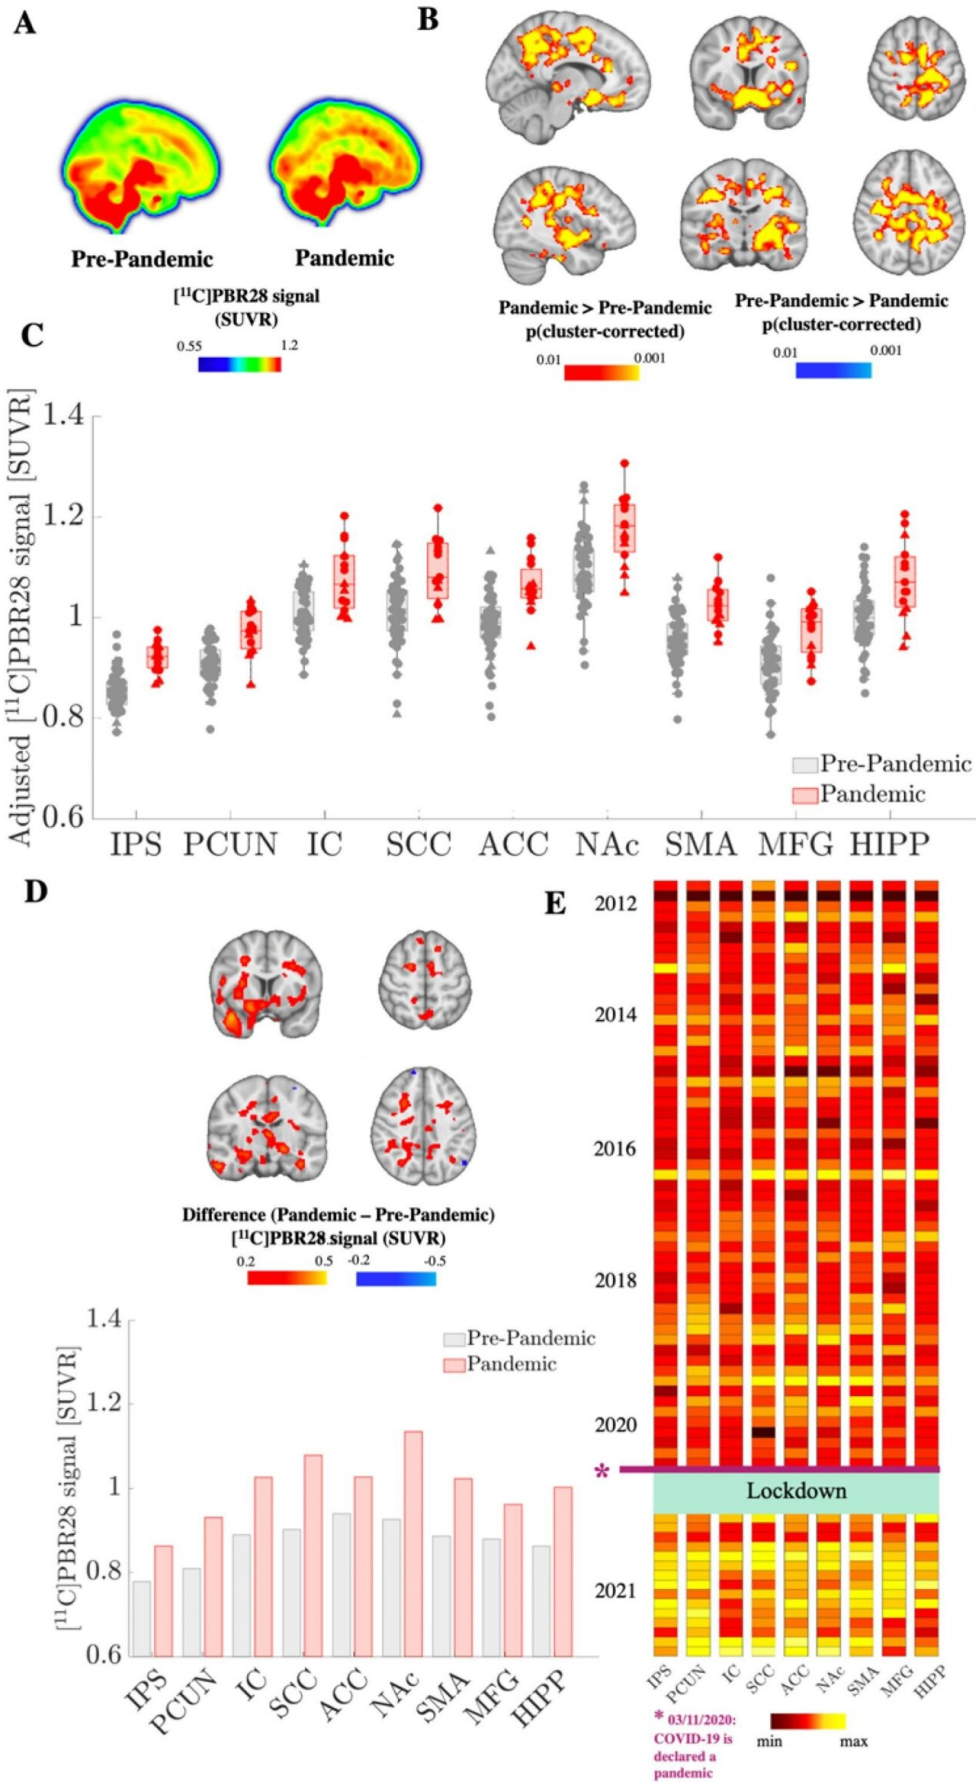 A
B
Pre-Pandemic
Pandemic
[¹¹C]PBR28 signal
(SUVR)
0.55
1.2
Pandemic > Pre-Pandemic
p(cluster-corrected)
0.01
0.001
Pre-Pandemic > Pandemic
p(cluster-corrected)
0.01
0.001
C
Adjusted [¹¹C]PBR28 signal [SUVR]
1.4
1.2
1
0.8
0.6
Pre-Pandemic
Pandemic
IPS PCUN IC SCC ACC NAc SMA MFG HIPP
D
Difference (Pandemic – Pre-Pandemic)
[¹¹C]PBR28 signal (SUVR)
0.2
0.5
-0.2
-0.5
[¹¹C]PBR28 signal [SUVR]
1.4
1.2
1
0.8
0.6
Pre-Pandemic
Pandemic
IPS PCUN IC SCC ACC NAc SMA MFG HIPP
E
2012
2014
2016
2018
2020
*
Lockdown
2021
IPS PCUN IC SCC ACC NAc SMA MFG HIPP
* 03/11/2020:
COVID-19 is
declared a
pandemic
min
max